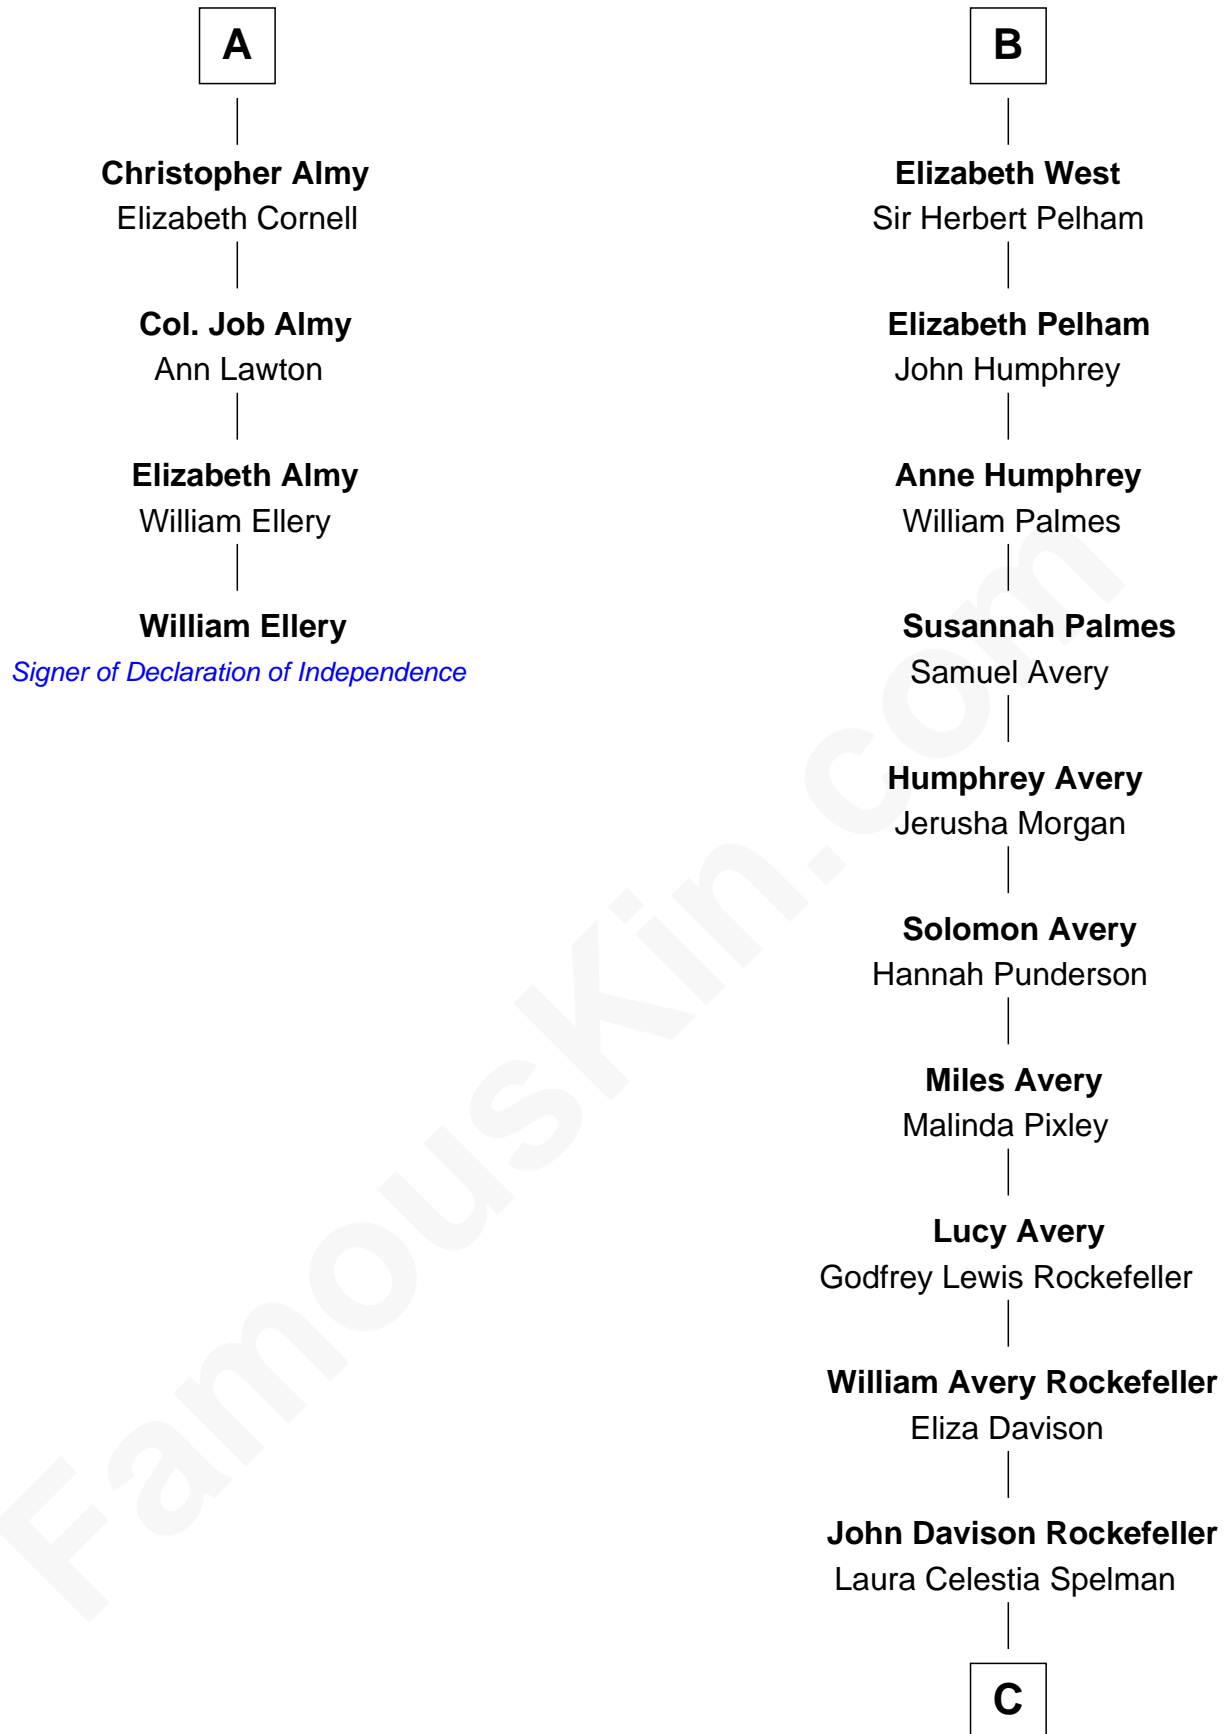 A
Christopher Almy
Elizabeth Cornell
Col. Job Almy
Ann Lawton
Elizabeth Almy
William Ellery
William Ellery
Signer of Declaration of Independence
B
Elizabeth West
Sir Herbert Pelham
Elizabeth Pelham
John Humphrey
Anne Humphrey
William Palmes
Susannah Palmes
Samuel Avery
Humphrey Avery
Jerusha Morgan
Solomon Avery
Hannah Punderson
Miles Avery
Malinda Pixley
Lucy Avery
Godfrey Lewis Rockefeller
William Avery Rockefeller
Eliza Davison
John Davison Rockefeller
Laura Celestia Spelman
C
FamousKin.com